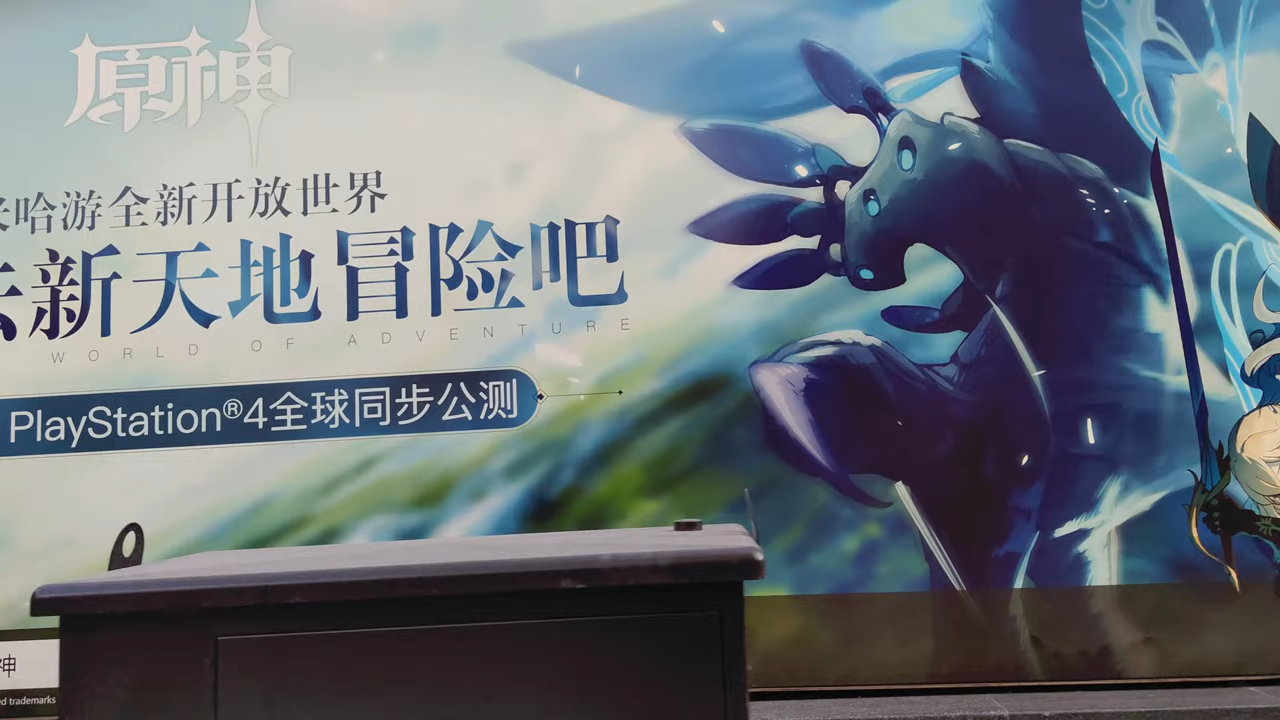 原神
哈游全新开放世界
新天地冒险吧
WORLD OF ADVENTURE
PlayStation®4全球同步公测
神
ed trademarks